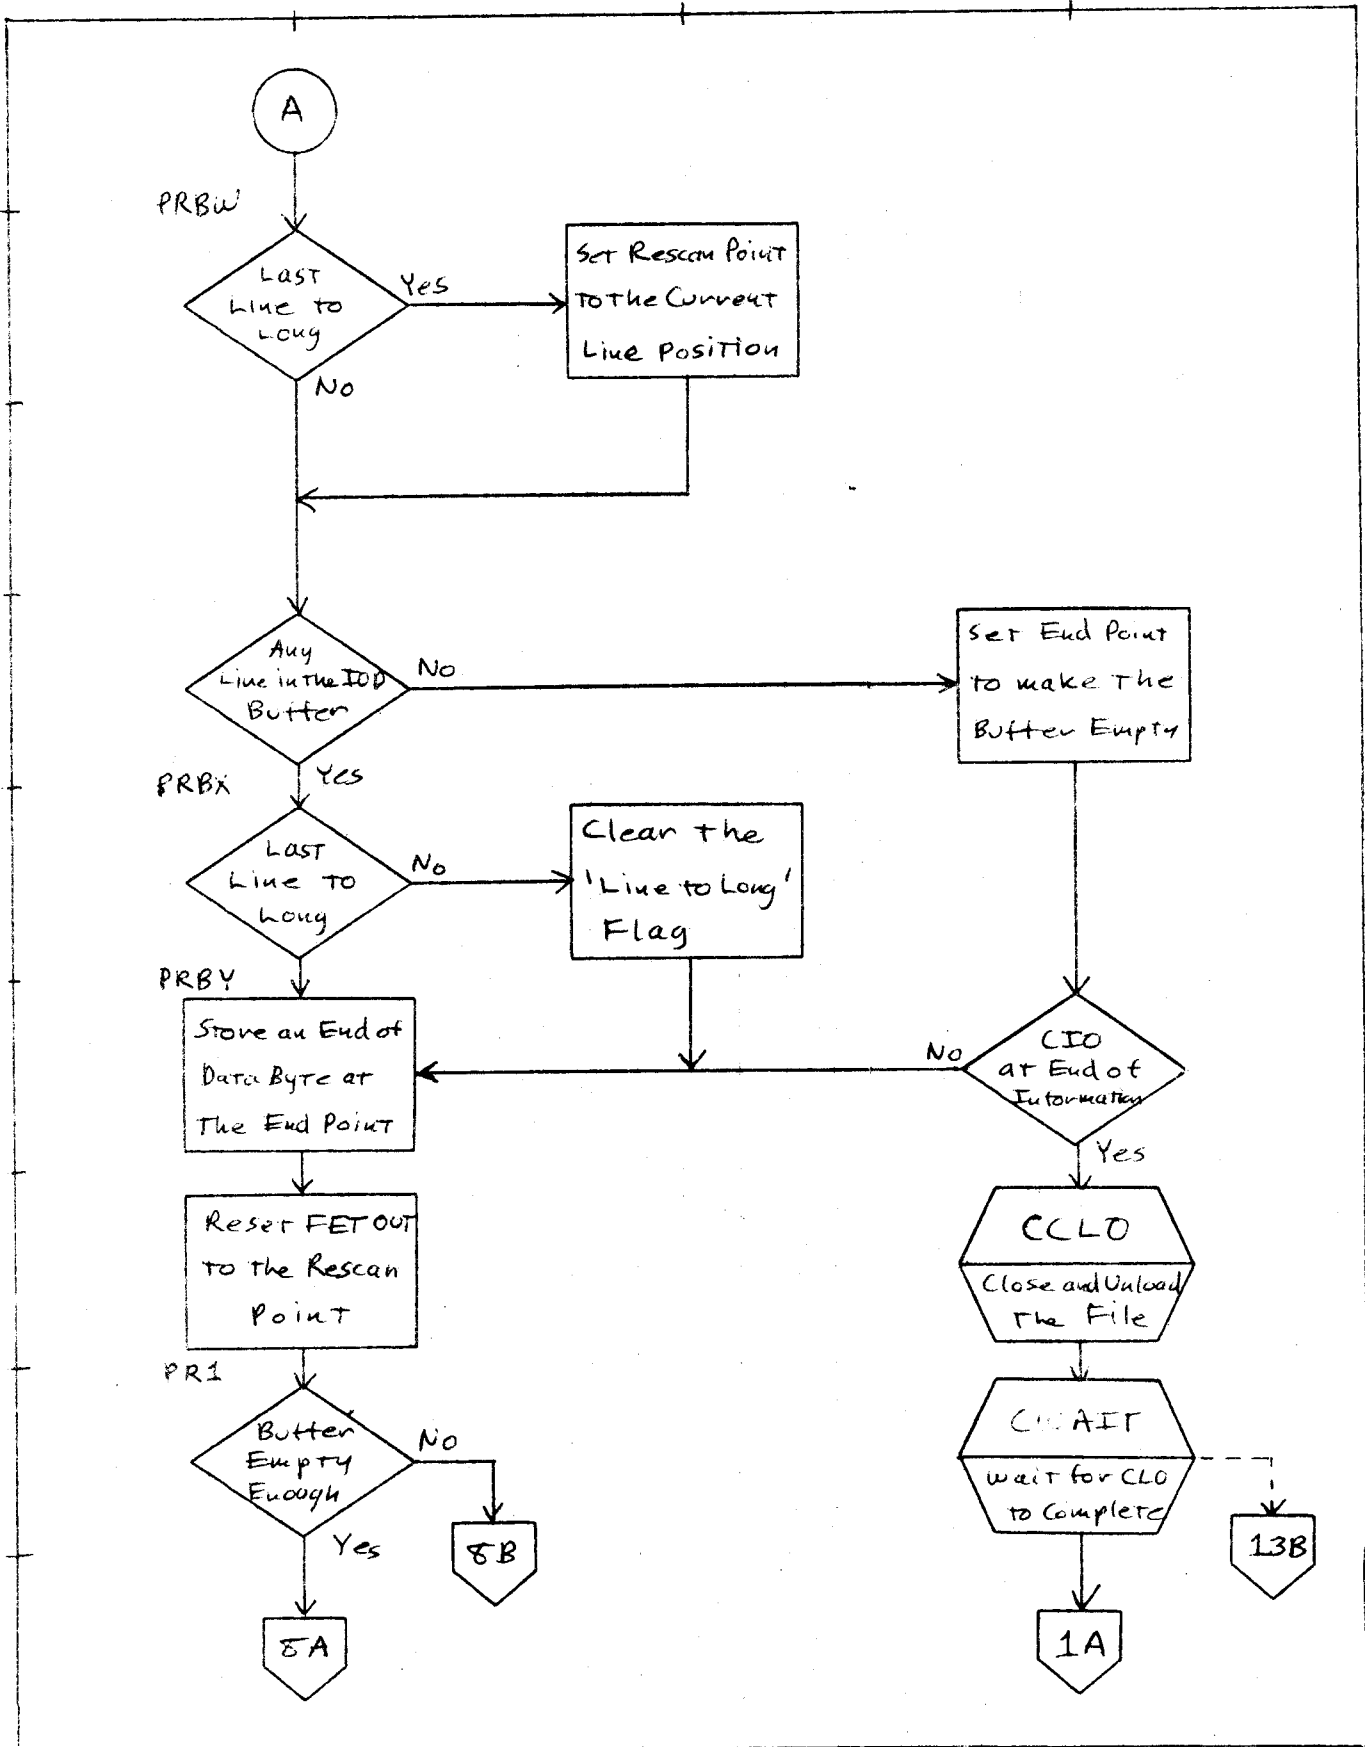 A
PRBW
Last
Line to
Long
Yes
No
Set Rescan Point
To The Current
Line Position
Any
Line in The IOD
Buffer
No
Yes
Set End Point
to make The
Buffer Empty
PRBX
Last
Line To
Long
No
Clear the
'Line to Long'
Flag
PRBY
Store an End of
Data Byte at
The End Point
No
CIO
at End of
Information
Yes
Reset FET OUT
to the Rescan
Point
CCLO
Close and Unload
The File
PR1
Buffer
Empty
Enough
No
Yes
wait for CLO
to Complete
8B
13B
8A
1A